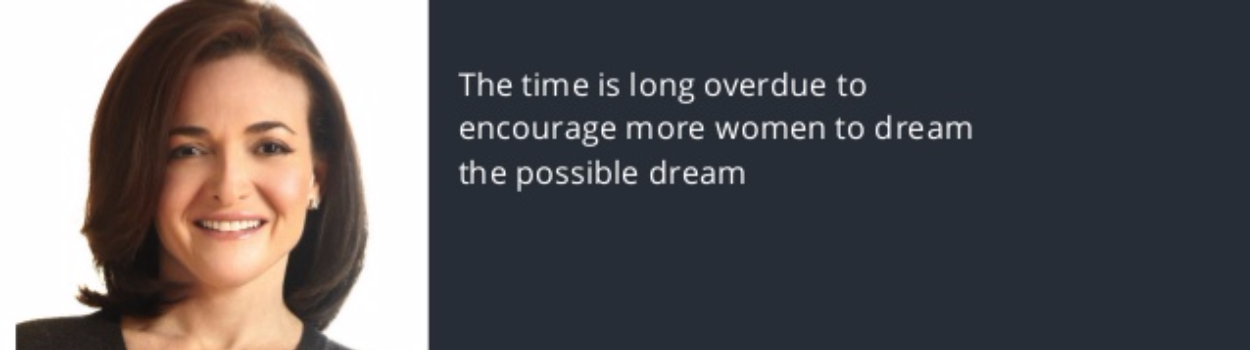 The time is long overdue to
encourage more women to dream
the possible dream